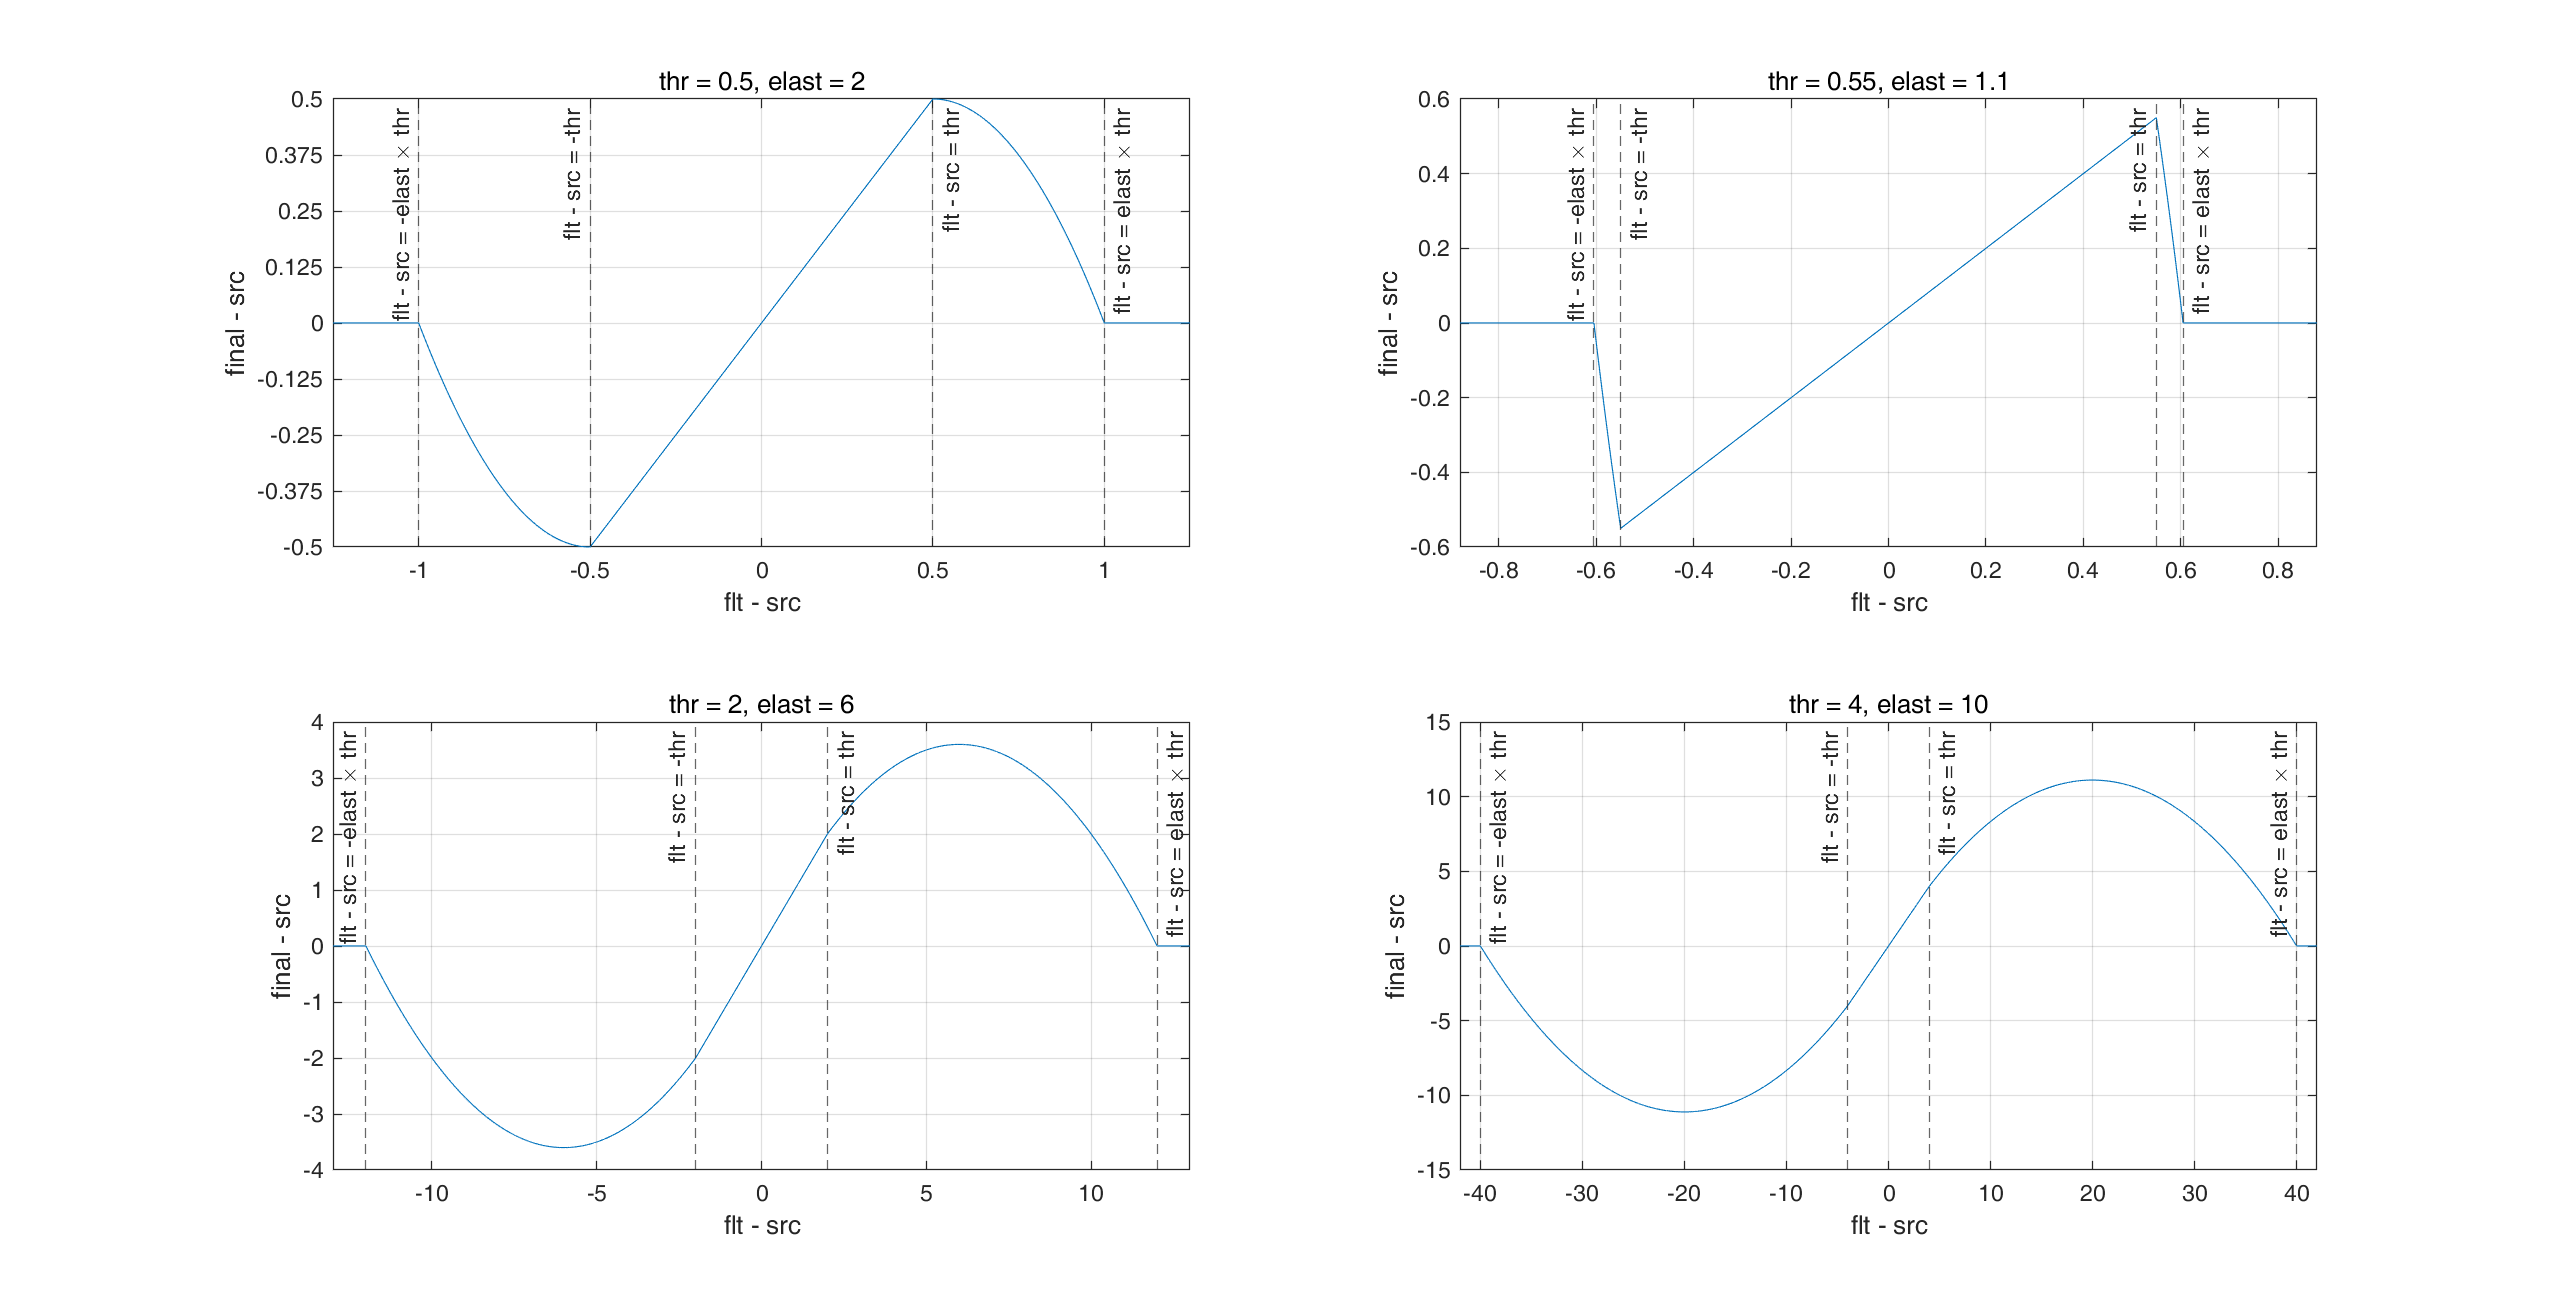 thr = 0.5, elast = 2
0.5
0.375
0.25
0.125
0
-0.125
-0.25
-0.375
-0.5
final - src
flt - src = -elast × thr
flt - src = -thr
flt - src = thr
flt - src = elast × thr
-1
-0.5
0
0.5
1
flt - src
thr = 0.55, elast = 1.1
0.6
0.4
0.2
0
-0.2
-0.4
-0.6
final - src
flt - src = -elast × thr
flt - src = -thr
flt - src = thr
flt - src = elast × thr
-0.8
-0.6
-0.4
-0.2
0
0.2
0.4
0.6
0.8
flt - src
thr = 2, elast = 6
4
3
2
1
0
-1
-2
-3
-4
final - src
flt - src = -elast × thr
flt - src = -thr
flt - src = thr
flt - src = elast × thr
-10
-5
0
5
10
flt - src
thr = 4, elast = 10
15
10
5
0
-5
-10
-15
final - src
flt - src = -elast × thr
flt - src = -thr
flt - src = thr
flt - src = elast × thr
-40
-30
-20
-10
0
10
20
30
40
flt - src